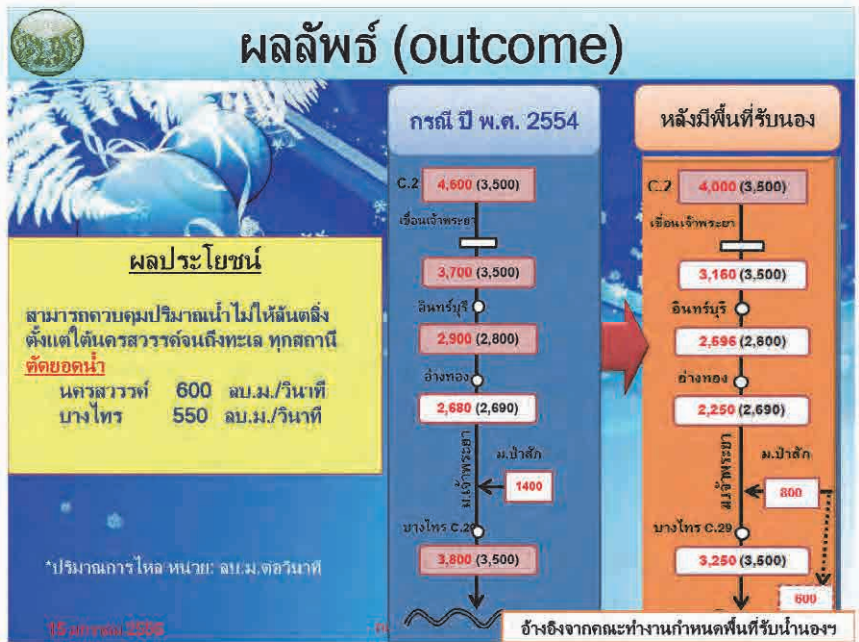 ผลลัพธ์ (outcome)
ผลประโยชน์
สามารถควบคุมปริมาณน้ำไม่ให้ล้นตลิ่ง
ตั้งแต่ใต้นครสวรรค์จนถึงทะเล ทุกสถานี
ตัดยอดน้ำ
นครสวรรค์ 600 ลบ.ม./วินาที
บางไทร 550 ลบ.ม./วินาที
*ปริมาณการไหล หน่วย: ลบ.ม.ต่อวินาที
กรณี ปี พ.ศ. 2554
C.2 4,600 (3,500)
เขื่อนเจ้าพระยา
3,700 (3,500)
อินทร์บุรี
2,900 (2,800)
อ่างทอง
2,680 (2,690)
ม.เจ้าพระยา
ม.ป่าสัก
1400
บางไทร C.29
3,800 (3,500)
หลังมีพื้นที่รับนอง
C.2 4,000 (3,500)
เขื่อนเจ้าพระยา
3,160 (3,500)
อินทร์บุรี
2,596 (2,800)
อ่างทอง
2,250 (2,690)
ม.ป่าสัก
800
บางไทร C.29
3,250 (3,500)
600
อ้างอิงจากคณะทำงานกำหนดพื้นที่รับน้ำนองฯ